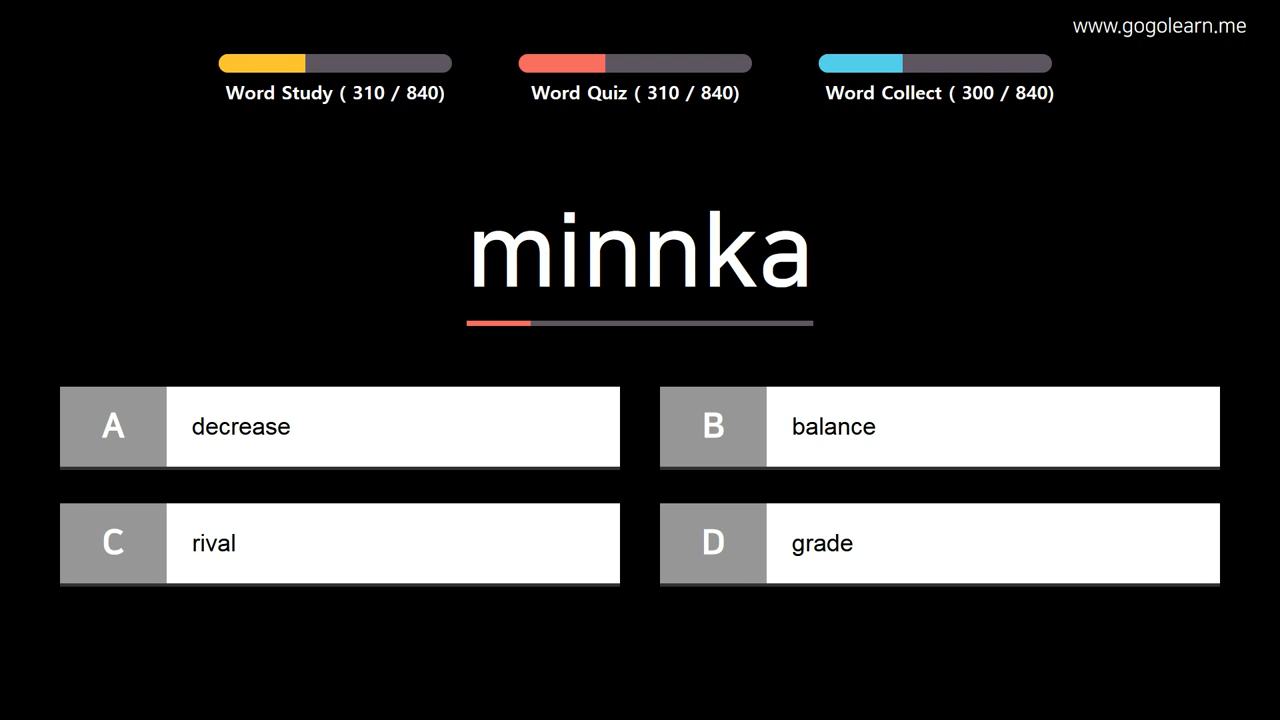 www.gogolearn.me
Word Study ( 310 / 840)
Word Quiz ( 310 / 840)
Word Collect ( 300 / 840)
minnka
A decrease
B balance
C rival
D grade